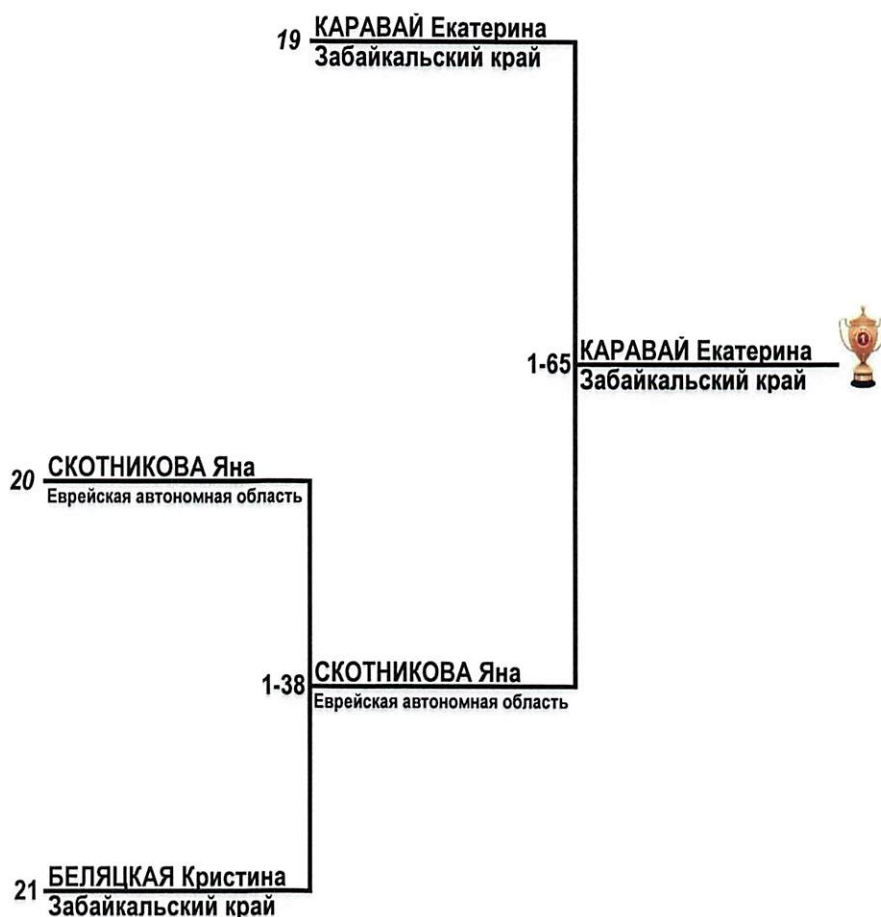 19 КАРАВАЙ Екатерина
Забайкальский край
1
1-65 КАРАВАЙ Екатерина
Забайкальский край
20 СКОТНИКОВА Яна
Еврейская автономная область
1-38 СКОТНИКОВА Яна
Еврейская автономная область
21 БЕЛЯЦКАЯ Кристина
Забайкальский край